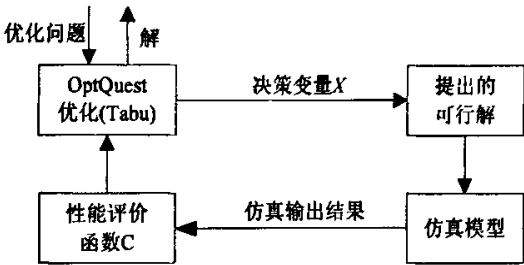 优化问题
解
OptQuest
优化(Tabu)
决策变量X
提出的
可行解
性能评价
函数C
仿真输出结果
仿真模型